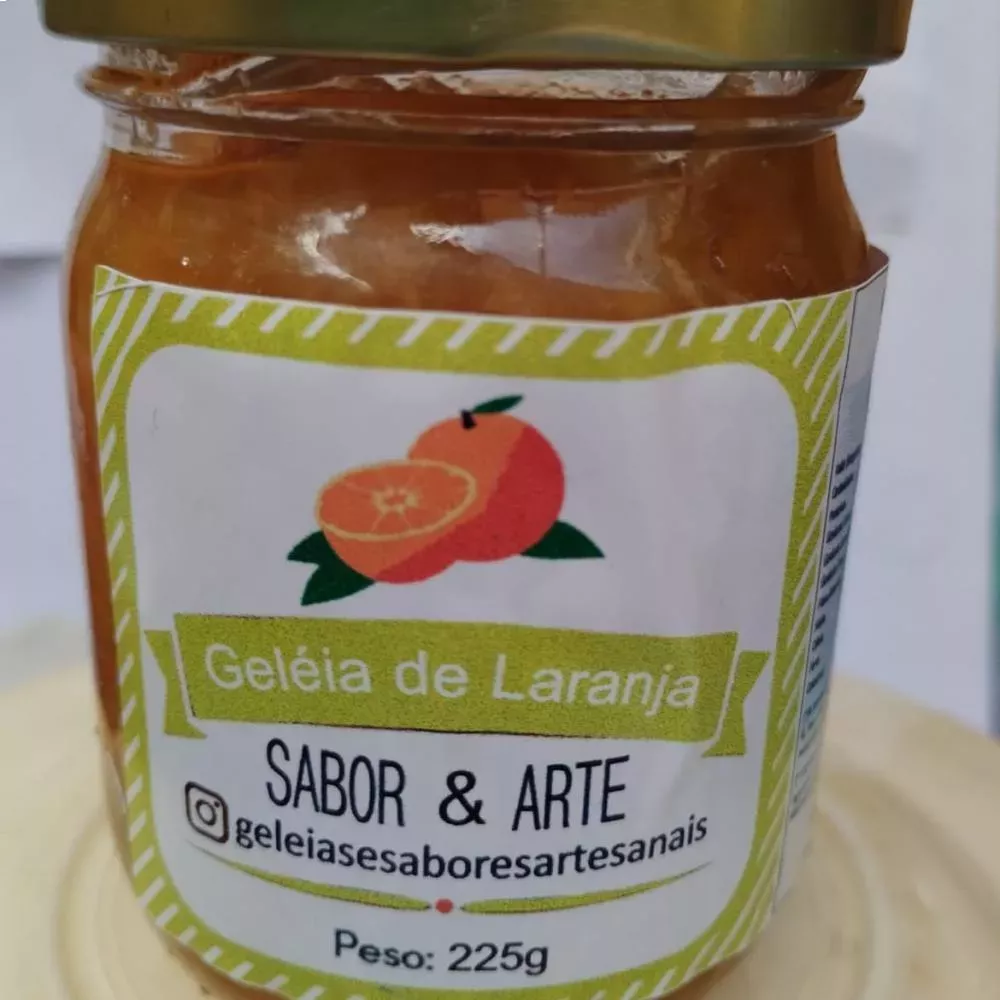 Geléia de Laranja
SABOR & ARTE
geleiasesaboresartesanais
Peso: 225g